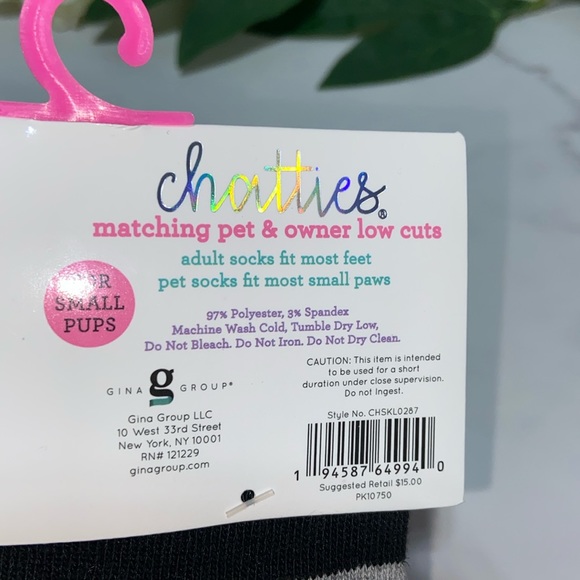 chatties®
matching pet & owner low cuts
adult socks fit most feet
pet socks fit most small paws
SMALL
PUPS
97% Polyester, 3% Spandex
Machine Wash Cold, Tumble Dry Low,
Do Not Bleach. Do Not Iron. Do Not Dry Clean.
GINA g GROUP®
Gina Group LLC
10 West 33rd Street
New York, NY 10001
RN# 121229
ginagroup.com
CAUTION: This item is intended
to be used for a short
duration under close supervision.
Do not Ingest.
Style No. CHSKL0287
1 94587 64994 0
Suggested Retail $15.00
PK10750